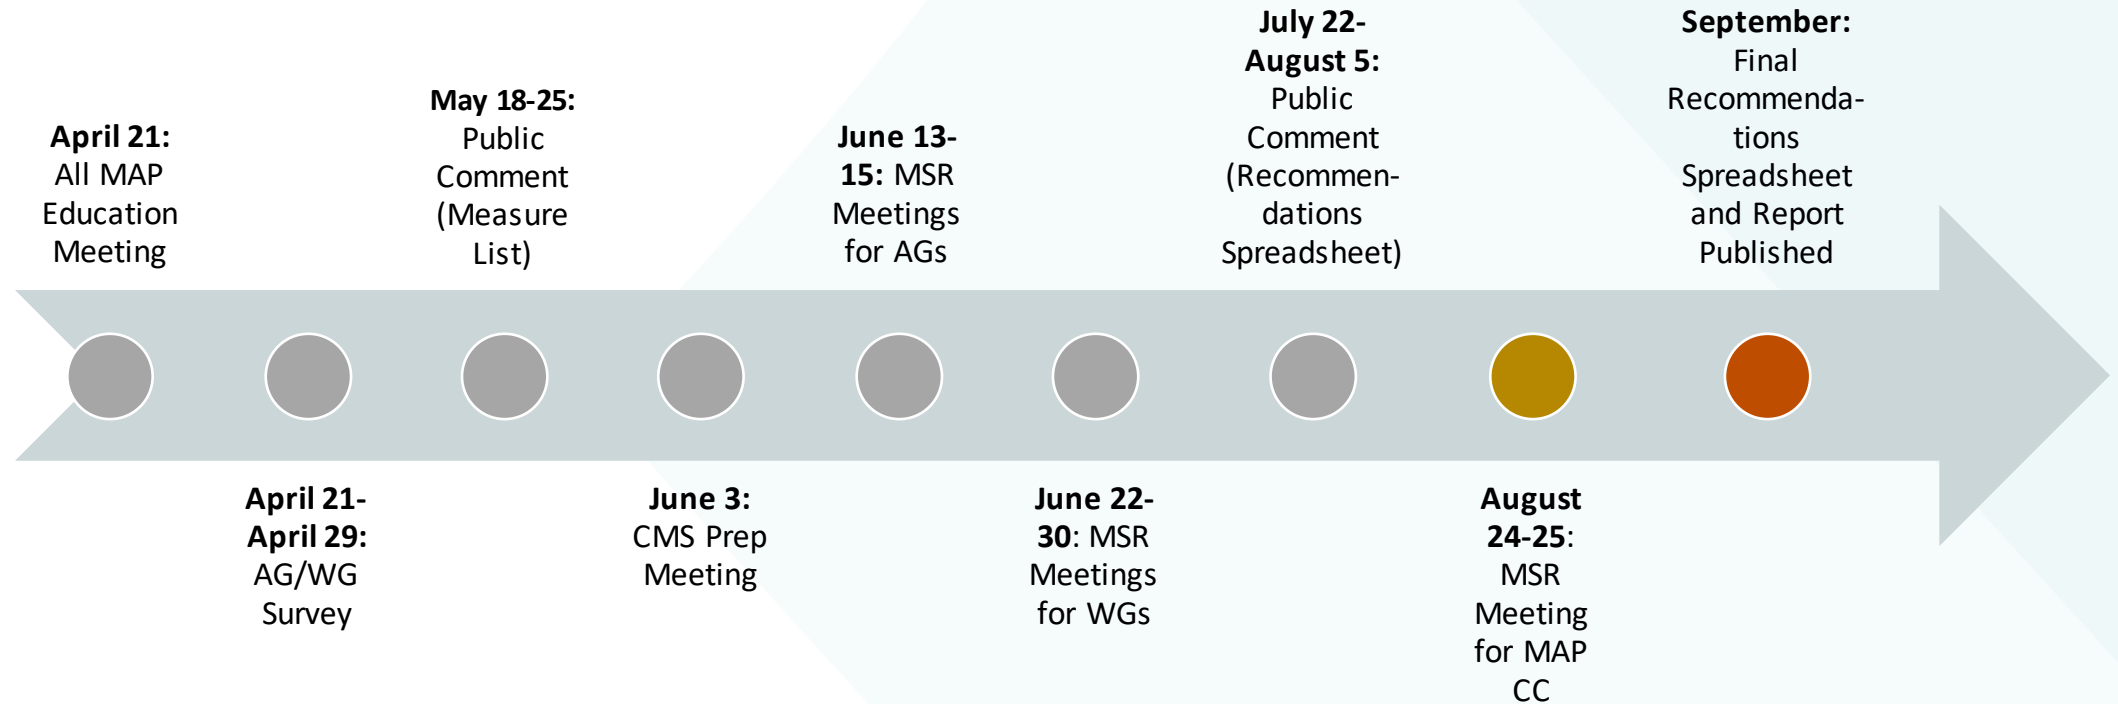 April 21:
All MAP
Education
Meeting
April 21-
April 29:
AG/WG
Survey
May 18-25:
Public
Comment
(Measure
List)
June 3:
CMS Prep
Meeting
June 13-
15: MSR
Meetings
for AGs
June 22-
30: MSR
Meetings
for WGs
July 22-
August 5:
Public
Comment
(Recommen-
dations
Spreadsheet)
August
24-25:
MSR
Meeting
for MAP
CC
September:
Final
Recommenda-
tions
Spreadsheet
and Report
Published